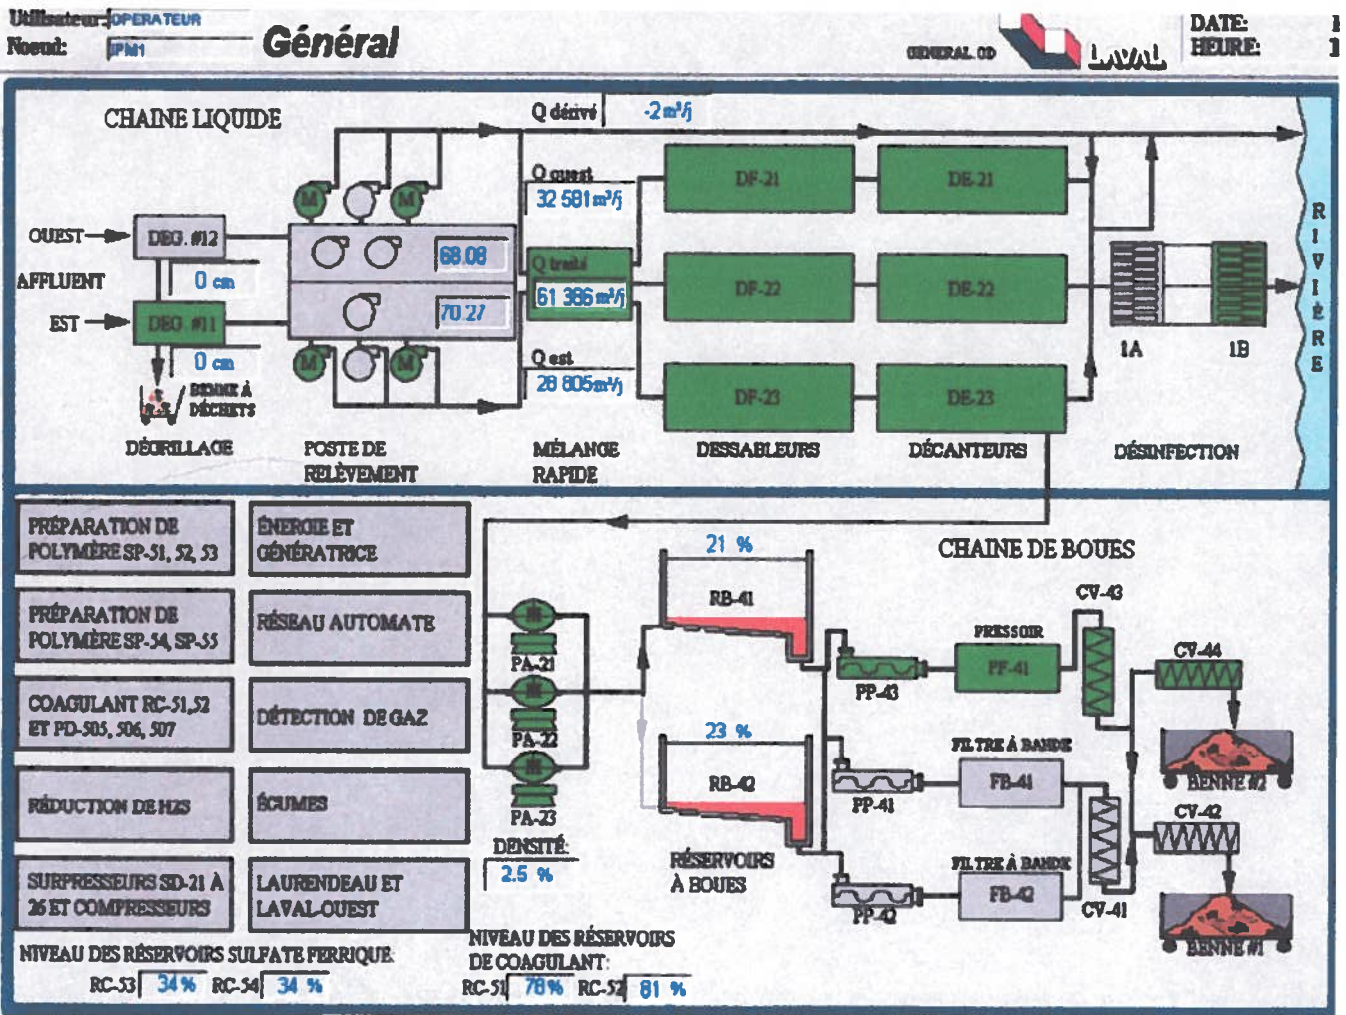 Utilisateur: OPERATEUR
Noeud: IPM1
Général
GENERAL.OD
LAVAL
DATE:
HEURE:
CHAINE LIQUIDE
Q dérivé -2 m³/j
Q ouest
32 581 m³/j
DF-21
DE-21
OUEST
DEG. #12
0 cm
AFFLUENT
EST
DEG. #11
0 cm
BENNE À
DÉCHETS
M
M
68.08
70.27
M
M
Q traité
61 386 m³/j
DF-22
DE-22
Q est
28 805 m³/j
DF-23
DE-23
1A
1B
RIVIÈRE
DÉGRILLAGE
POSTE DE
RELÈVEMENT
MÉLANGE
RAPIDE
DESSABLEURS
DÉCANTEURS
DÉSINFECTION
PRÉPARATION DE
POLYMÈRE SP-51, 52, 53
ÉNERGIE ET
GÉNÉRATRICE
PRÉPARATION DE
POLYMÈRE SP-54, SP-55
RÉSEAU AUTOMATE
COAGULANT RC-51,52
ET PD-505, 506, 507
DÉTECTION DE GAZ
RÉDUCTION DE H2S
ÉCUMES
SURPRESSEURS SD-21 À
26 ET COMPRESSEURS
LAURENDEAU ET
LAVAL-OUEST
NIVEAU DES RÉSERVOIRS SULFATE FERRIQUE:
RC-53 34 % RC-54 34 %
NIVEAU DES RÉSERVOIRS
DE COAGULANT:
RC-51 78 % RC-52 81 %
CHAINE DE BOUES
PA-21
PA-22
PA-23
DENSITÉ:
2.5 %
21 %
RB-41
23 %
RB-42
RÉSERVOIRS
À BOUES
PP-43
PRESSOIR
PF-41
CV-43
CV-44
BENNE #2
PP-41
FILTRE À BANDE
FB-41
CV-42
PP-42
FILTRE À BANDE
FB-42
CV-41
BENNE #1